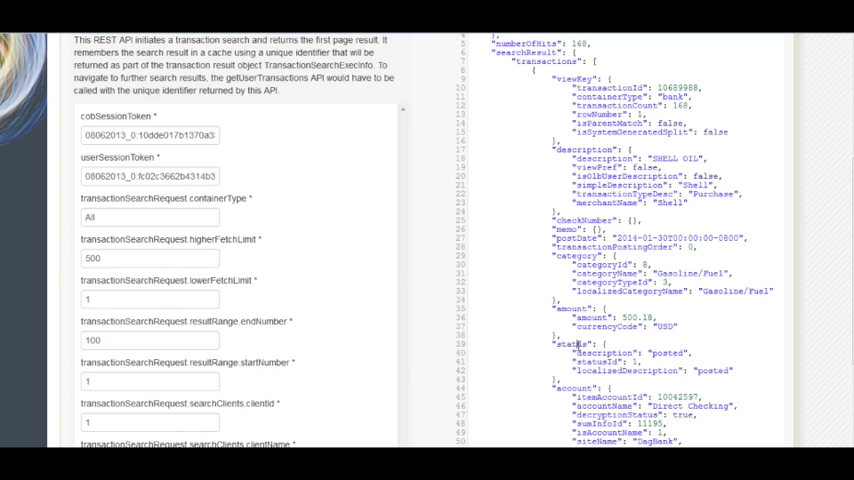 This REST API initiates a transaction search and returns the first page result. It
remembers the search result in a cache using a unique identifier that will be
returned as part of the transaction result object TransactionSearchExecInfo. To
navigate to further search results, the getUserTransactions API would have to be
called with the unique identifier returned by this API.
cobSessionToken *
08062013_0:10dde017b1370a3
userSessionToken *
08062013_0:fc02c3662b4314b3
transactionSearchRequest.containerType *
All
transactionSearchRequest.higherFetchLimit *
500
transactionSearchRequest.lowerFetchLimit *
1
transactionSearchRequest.resultRange.endNumber *
100
transactionSearchRequest.resultRange.startNumber *
1
transactionSearchRequest.searchClients.clientId *
1
transactionSearchRequest.searchClients.clientName *
4 },
5 "numberOfHits": 168,
6 "searchResult": {
7 "transactions": [
8 {
9 "viewKey": {
10 "transactionId": 10689988,
11 "containerType": "bank",
12 "transactionCount": 168,
13 "rowNumber": 1,
14 "isParentMatch": false,
15 "isSystemGeneratedSplit": false
16 },
17 "description": {
18 "description": "SHELL OIL",
19 "viewPref": false,
20 "isOlbUserDescription": false,
21 "simpleDescription": "Shell",
22 "transactionTypeDesc": "Purchase",
23 "merchantName": "Shell"
24 },
25 "checkNumber": {},
26 "memo": {},
27 "postDate": "2014-01-30T00:00:00-0800",
28 "transactionPostingOrder": 0,
29 "category": {
30 "categoryId": 8,
31 "categoryName": "Gasoline/Fuel",
32 "categoryTypeId": 3,
33 "localizedCategoryName": "Gasoline/Fuel"
34 },
35 "amount": {
36 "amount": 500.18,
37 "currencyCode": "USD"
38 },
39 "status": {
40 "description": "posted",
41 "statusId": 1,
42 "localizedDescription": "posted"
43 },
44 "account": {
45 "itemAccountId": 10042597,
46 "accountName": "Direct Checking",
47 "decryptionStatus": true,
48 "sumInfoId": 11195,
49 "isAccountName": 1,
50 "siteName": "DagBank",